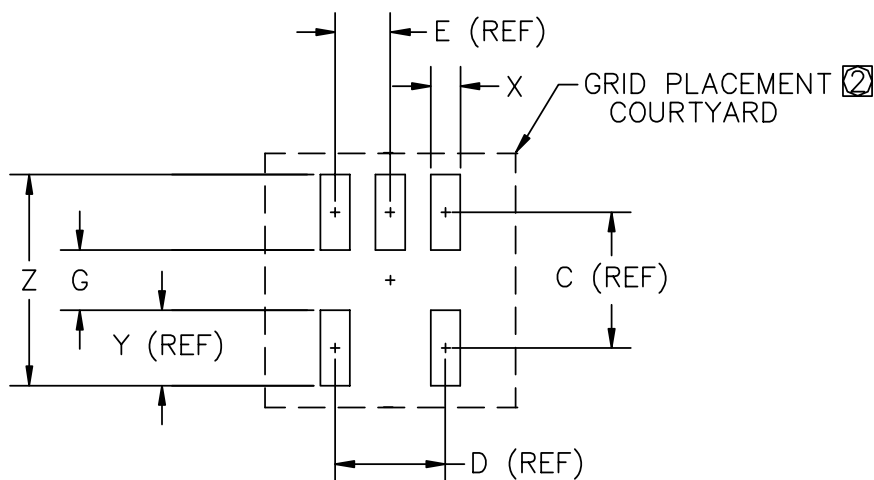 E (REF)
X
GRID PLACEMENT 2
COURTYARD
Z
G
C (REF)
Y (REF)
D (REF)